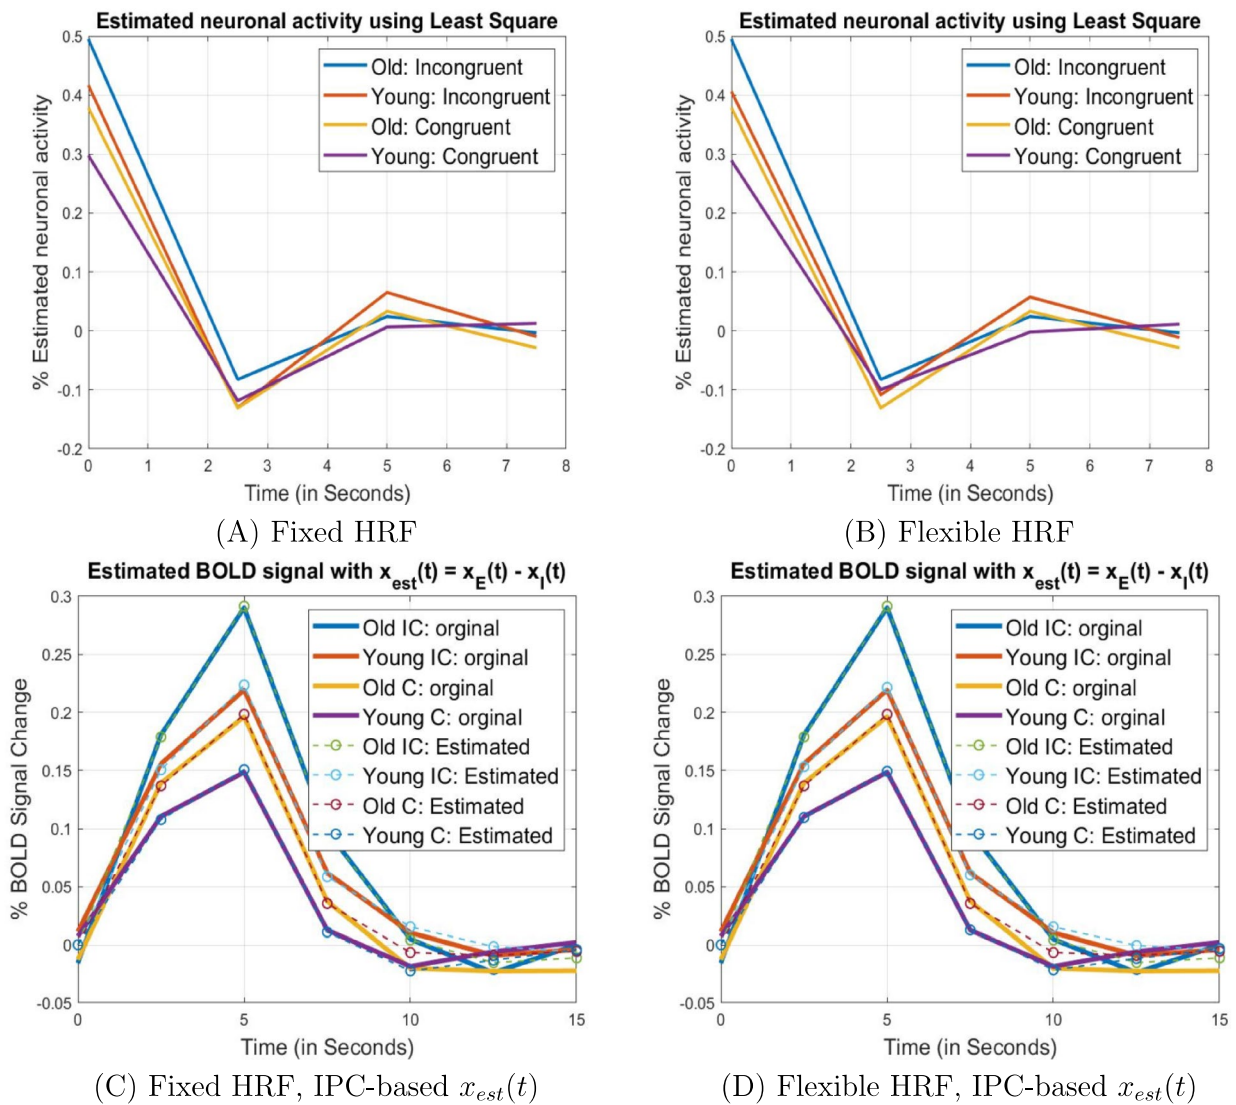 Estimated neuronal activity using Least Square
% Estimated neuronal activity
0.5
0.4
0.3
0.2
0.1
0
-0.1
-0.2
Old: Incongruent
Young: Incongruent
Old: Congruent
Young: Congruent
0 1 2 3 4 5 6 7 8
Time (in Seconds)
(A) Fixed HRF
Estimated neuronal activity using Least Square
% Estimated neuronal activity
0.5
0.4
0.3
0.2
0.1
0
-0.1
-0.2
Old: Incongruent
Young: Incongruent
Old: Congruent
Young: Congruent
0 1 2 3 4 5 6 7 8
Time (in Seconds)
(B) Flexible HRF
Estimated BOLD signal with x_est(t) = x_E(t) - x_I(t)
% BOLD Signal Change
0.3
0.25
0.2
0.15
0.1
0.05
0
-0.05
Old IC: orginal
Young IC: orginal
Old C: orginal
Young C: orginal
Old IC: Estimated
Young IC: Estimated
Old C: Estimated
Young C: Estimated
0 5 10 15
Time (in Seconds)
(C) Fixed HRF, IPC-based x_est(t)
Estimated BOLD signal with x_est(t) = x_E(t) - x_I(t)
% BOLD Signal Change
0.3
0.25
0.2
0.15
0.1
0.05
0
-0.05
Old IC: orginal
Young IC: orginal
Old C: orginal
Young C: orginal
Old IC: Estimated
Young IC: Estimated
Old C: Estimated
Young C: Estimated
0 5 10 15
Time (in Seconds)
(D) Flexible HRF, IPC-based x_est(t)